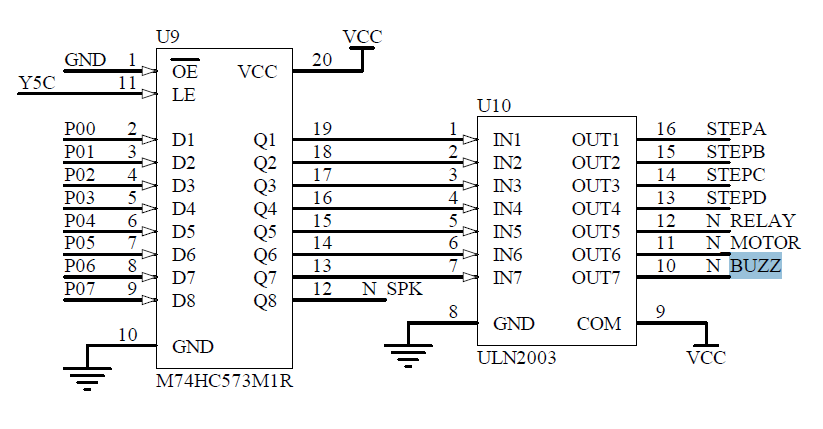 U9
VCC
GND 1 OE VCC 20
Y5C 11 LE
U10
P00 2 D1 Q1 19 1 IN1 OUT1 16 STEPA
P01 3 D2 Q2 18 2 IN2 OUT2 15 STEPB
P02 4 D3 Q3 17 3 IN3 OUT3 14 STEPC
P03 5 D4 Q4 16 4 IN4 OUT4 13 STEPD
P04 6 D5 Q5 15 5 IN5 OUT5 12 N_RELAY
P05 7 D6 Q6 14 6 IN6 OUT6 11 N_MOTOR
P06 8 D7 Q7 13 7 IN7 OUT7 10 N_BUZZ
P07 9 D8 Q8 12 N_SPK
8 GND COM 9
10 GND
VCC
ULN2003
M74HC573M1R